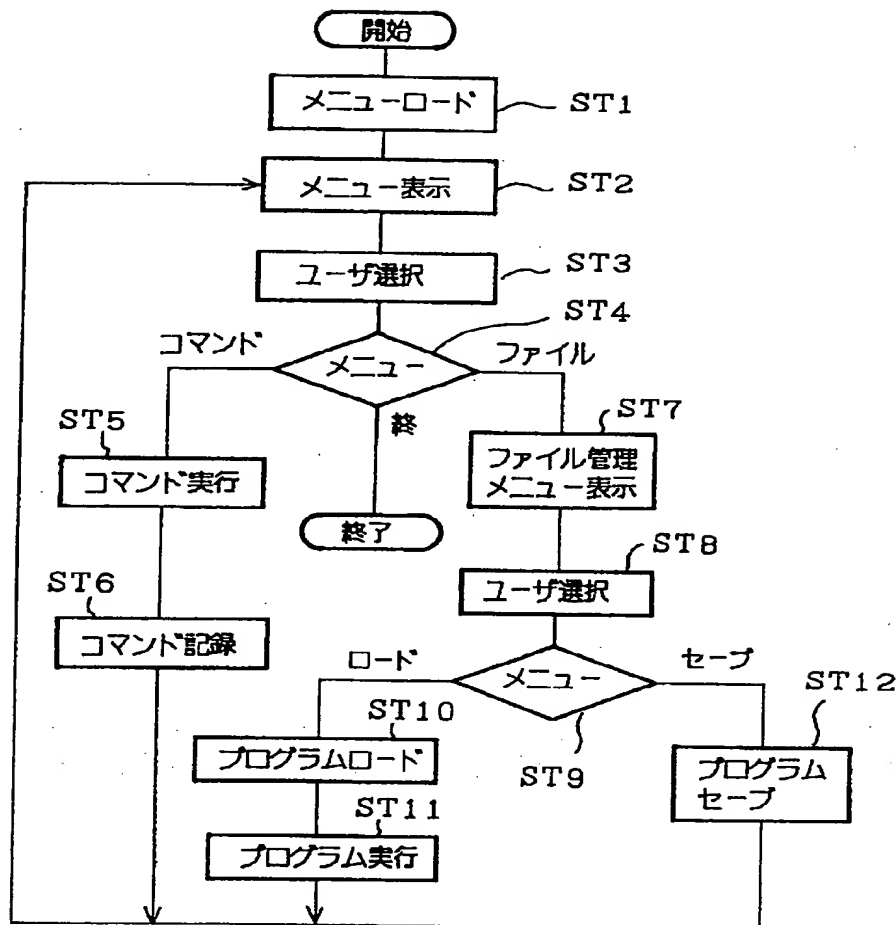 開始
メニューロード
ST1
メニュー表示
ST2
ユーザ選択
ST3
ST4
コマンド
メニュー
ファイル
終
ST5
コマンド実行
ST7
ファイル管理
メニュー表示
終了
ST8
ユーザ選択
ST6
コマンド記録
ロード
メニュー
セーブ
ST9
ST10
プログラムロード
ST12
プログラム
セーブ
ST11
プログラム実行